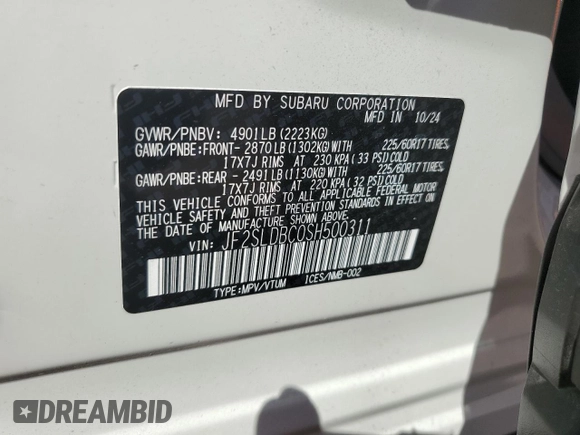 MFD BY SUBARU CORPORATION
MFD IN 10/24
GVWR/PNBV: 4901LB(2223KG)
GAWR/PNBE:FRONT- 2870LB(1302KG)WITH 225/60R17 TIRES,
17X7J RIMS AT 230 KPA(33 PSI)COLD
GAWR/PNBE:REAR - 2491LB(1130KG)WITH 225/60R17 TIRES,
17X7J RIMS AT 220 KPA(32 PSI)COLD
THIS VEHICLE CONFORMS TO ALL APPLICABLE FEDERAL MOTOR
VEHICLE SAFETY AND BUMPER STANDARDS IN EFFECT ON THE DATE OF
MANUFACTURE SHOWN ABOVE.
VIN: JF2SLDBC0SH500311
TYPE:MPV/VTUM ICES/NMB-002
DREAMBID